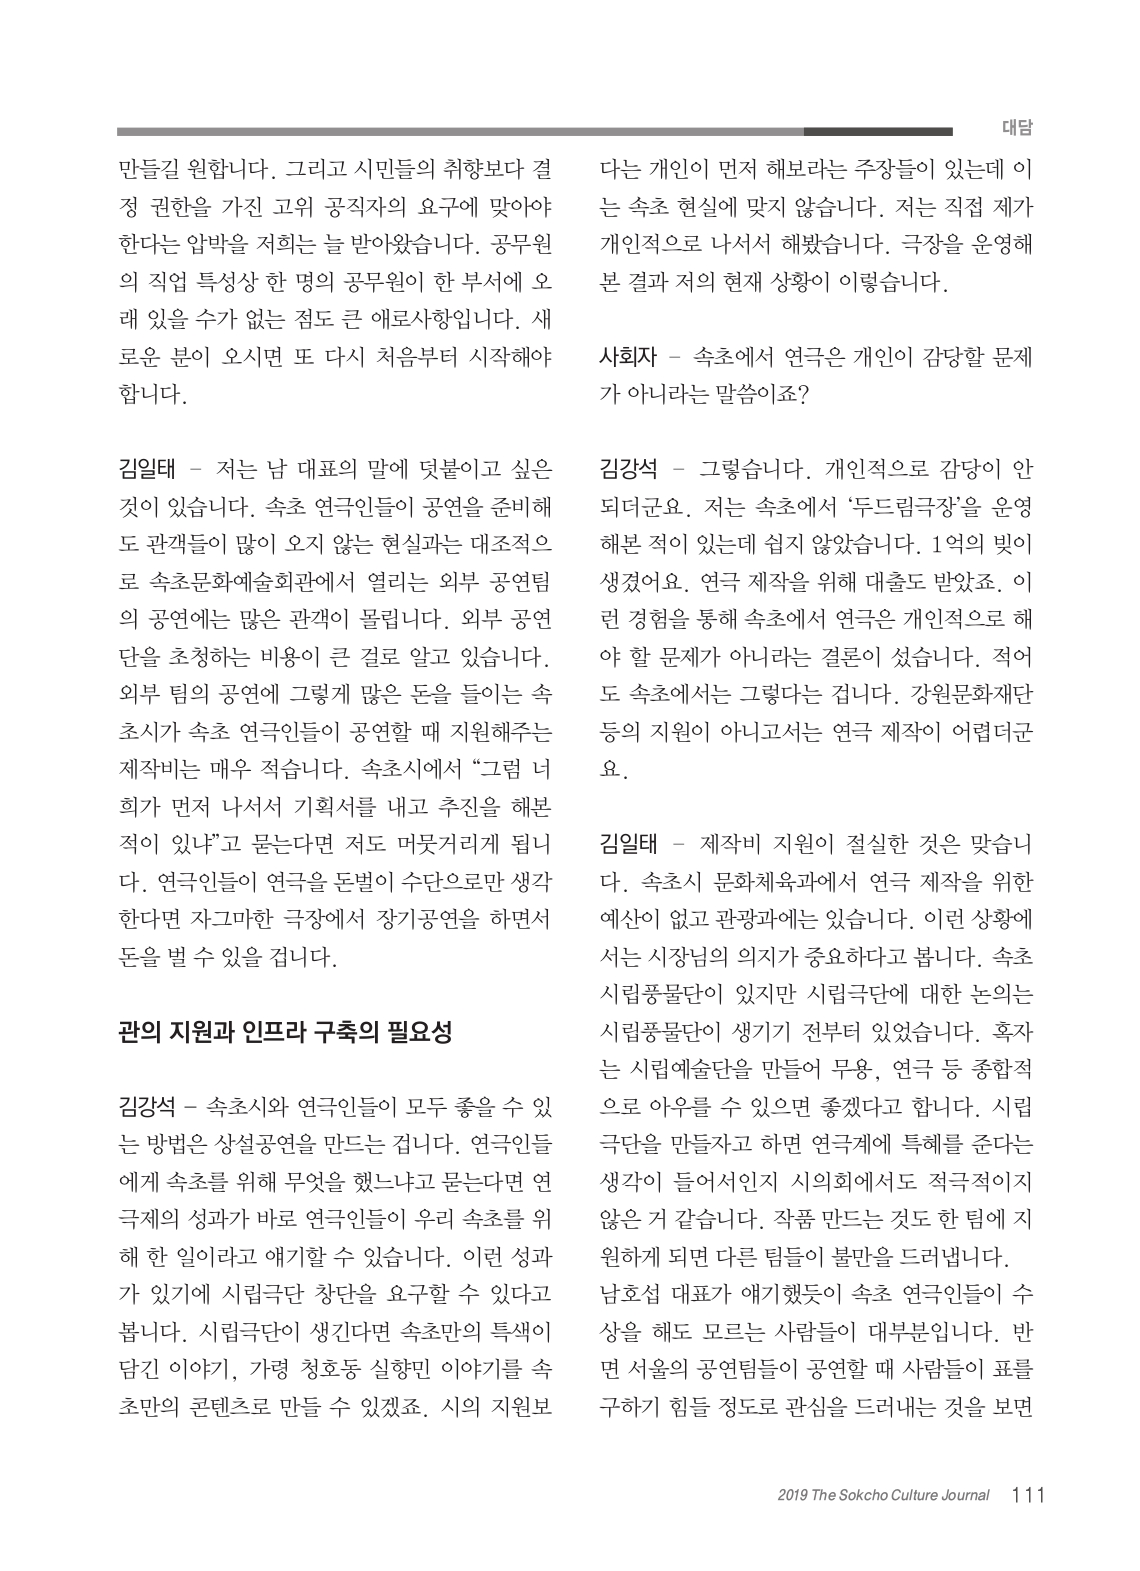 대담
만들길 원합니다. 그리고 시민들의 취향보다 결
정 권한을 가진 고위 공직자의 요구에 맞아야
한다는 압박을 저희는 늘 받아왔습니다. 공무원
의 직업 특성상 한 명의 공무원이 한 부서에 오
래 있을 수가 없는 점도 큰 애로사항입니다. 새
로운 분이 오시면 또 다시 처음부터 시작해야
합니다.
김일태 – 저는 남 대표의 말에 덧붙이고 싶은
것이 있습니다. 속초 연극인들이 공연을 준비해
도 관객들이 많이 오지 않는 현실과는 대조적으
로 속초문화예술회관에서 열리는 외부 공연팀
의 공연에는 많은 관객이 몰립니다. 외부 공연
단을 초청하는 비용이 큰 걸로 알고 있습니다.
외부 팀의 공연에 그렇게 많은 돈을 들이는 속
초시가 속초 연극인들이 공연할 때 지원해주는
제작비는 매우 적습니다. 속초시에서 “그럼 너
희가 먼저 나서서 기획서를 내고 추진을 해본
적이 있냐”고 묻는다면 저도 머뭇거리게 됩니
다. 연극인들이 연극을 돈벌이 수단으로만 생각
한다면 자그마한 극장에서 장기공연을 하면서
돈을 벌 수 있을 겁니다.
관의 지원과 인프라 구축의 필요성
김강석 – 속초시와 연극인들이 모두 좋을 수 있
는 방법은 상설공연을 만드는 겁니다. 연극인들
에게 속초를 위해 무엇을 했느냐고 묻는다면 연
극제의 성과가 바로 연극인들이 우리 속초를 위
해 한 일이라고 얘기할 수 있습니다. 이런 성과
가 있기에 시립극단 창단을 요구할 수 있다고
봅니다. 시립극단이 생긴다면 속초만의 특색이
담긴 이야기, 가령 청호동 실향민 이야기를 속
초만의 콘텐츠로 만들 수 있겠죠. 시의 지원보
다는 개인이 먼저 해보라는 주장들이 있는데 이
는 속초 현실에 맞지 않습니다. 저는 직접 제가
개인적으로 나서서 해봤습니다. 극장을 운영해
본 결과 저의 현재 상황이 이렇습니다.
사회자 – 속초에서 연극은 개인이 감당할 문제
가 아니라는 말씀이죠?
김강석 – 그렇습니다. 개인적으로 감당이 안
되더군요. 저는 속초에서 ‘두드림극장’을 운영
해본 적이 있는데 쉽지 않았습니다. 1억의 빚이
생겼어요. 연극 제작을 위해 대출도 받았죠. 이
런 경험을 통해 속초에서 연극은 개인적으로 해
야 할 문제가 아니라는 결론이 섰습니다. 적어
도 속초에서는 그렇다는 겁니다. 강원문화재단
등의 지원이 아니고서는 연극 제작이 어렵더군
요.
김일태 – 제작비 지원이 절실한 것은 맞습니
다. 속초시 문화체육과에서 연극 제작을 위한
예산이 없고 관광과에는 있습니다. 이런 상황에
서는 시장님의 의지가 중요하다고 봅니다. 속초
시립풍물단이 있지만 시립극단에 대한 논의는
시립풍물단이 생기기 전부터 있었습니다. 혹자
는 시립예술단을 만들어 무용, 연극 등 종합적
으로 아우를 수 있으면 좋겠다고 합니다. 시립
극단을 만들자고 하면 연극계에 특혜를 준다는
생각이 들어서인지 시의회에서도 적극적이지
않은 거 같습니다. 작품 만드는 것도 한 팀에 지
원하게 되면 다른 팀들이 불만을 드러냅니다.
남호섭 대표가 얘기했듯이 속초 연극인들이 수
상을 해도 모르는 사람들이 대부분입니다. 반
면 서울의 공연팀들이 공연할 때 사람들이 표를
구하기 힘들 정도로 관심을 드러내는 것을 보면
2019 The Sokcho Culture Journal 111